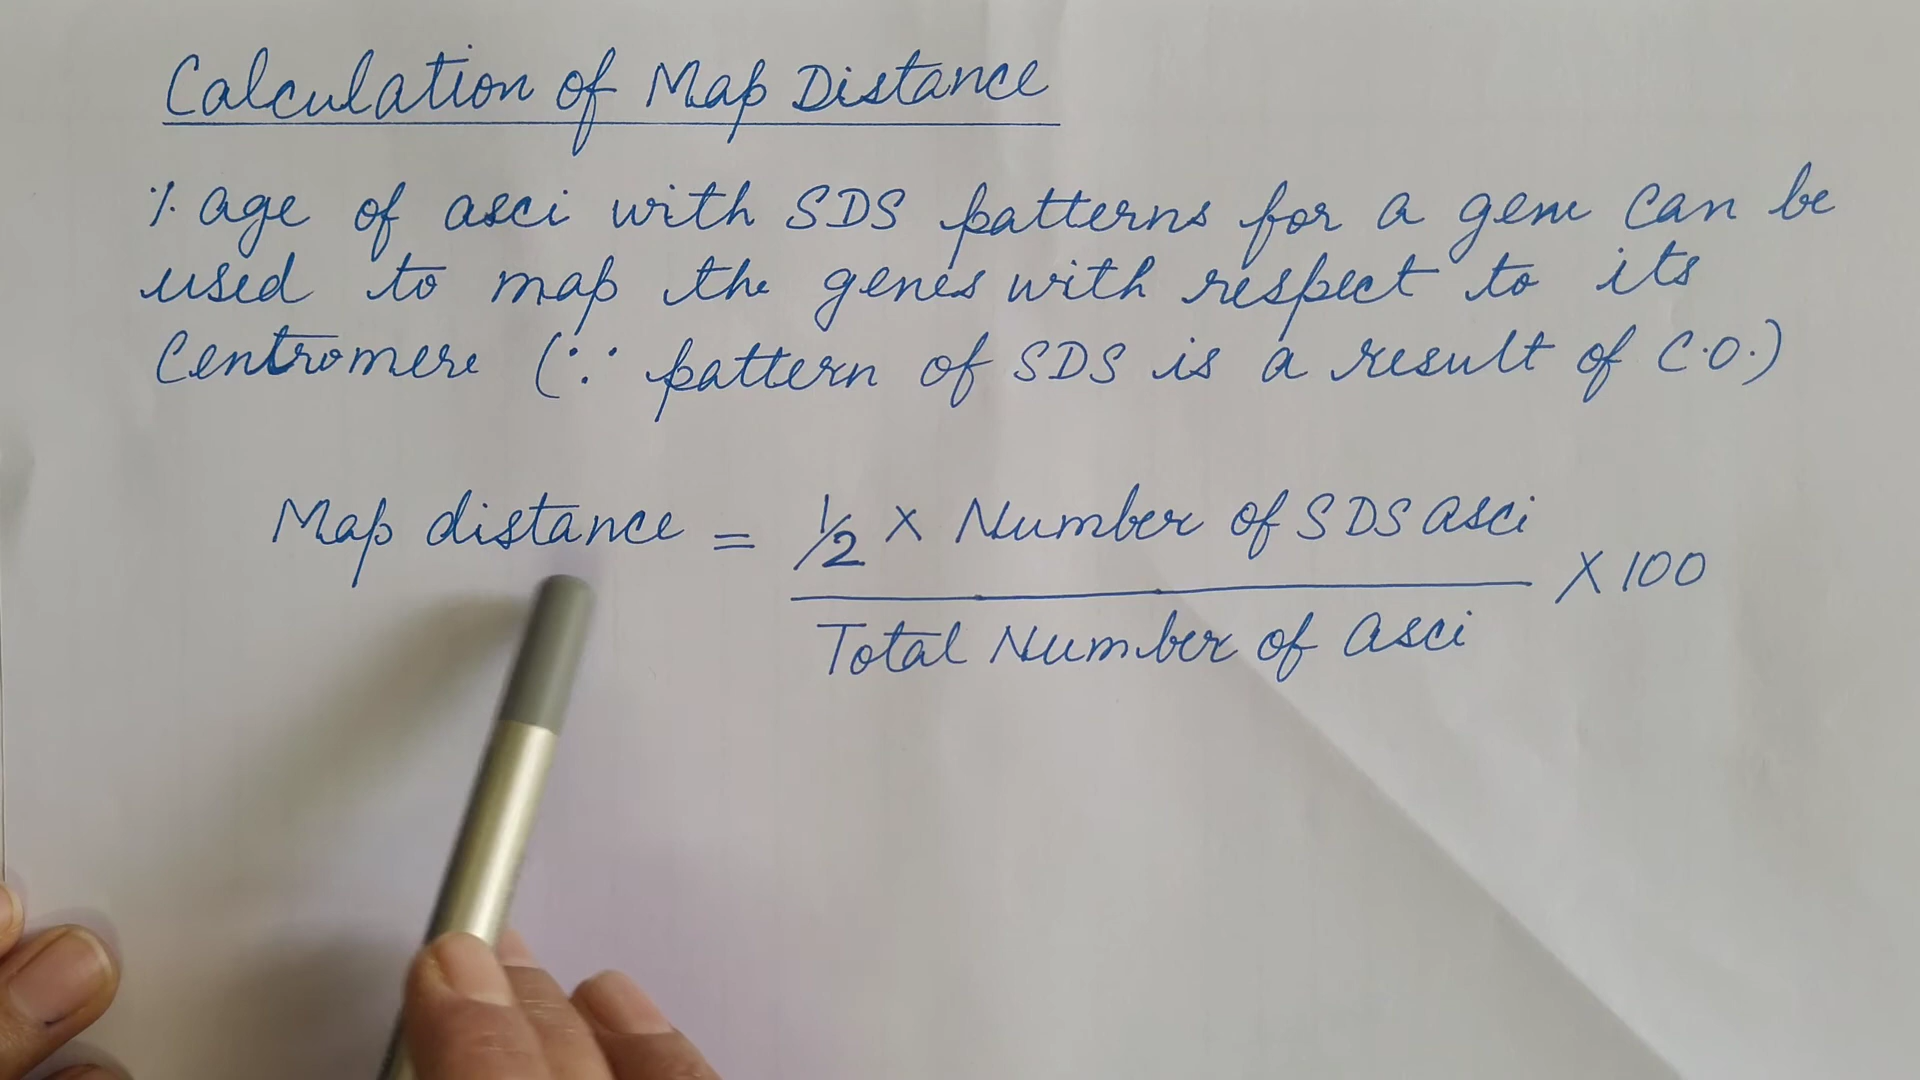 Calculation of Map Distance
% age of asci with SDS patterns for a gene can be
used to map the genes with respect to its
Centromere (∵ pattern of SDS is a result of C.O.)
Map distance = 1/2 × Number of SDS asci
× 100
Total Number of asci